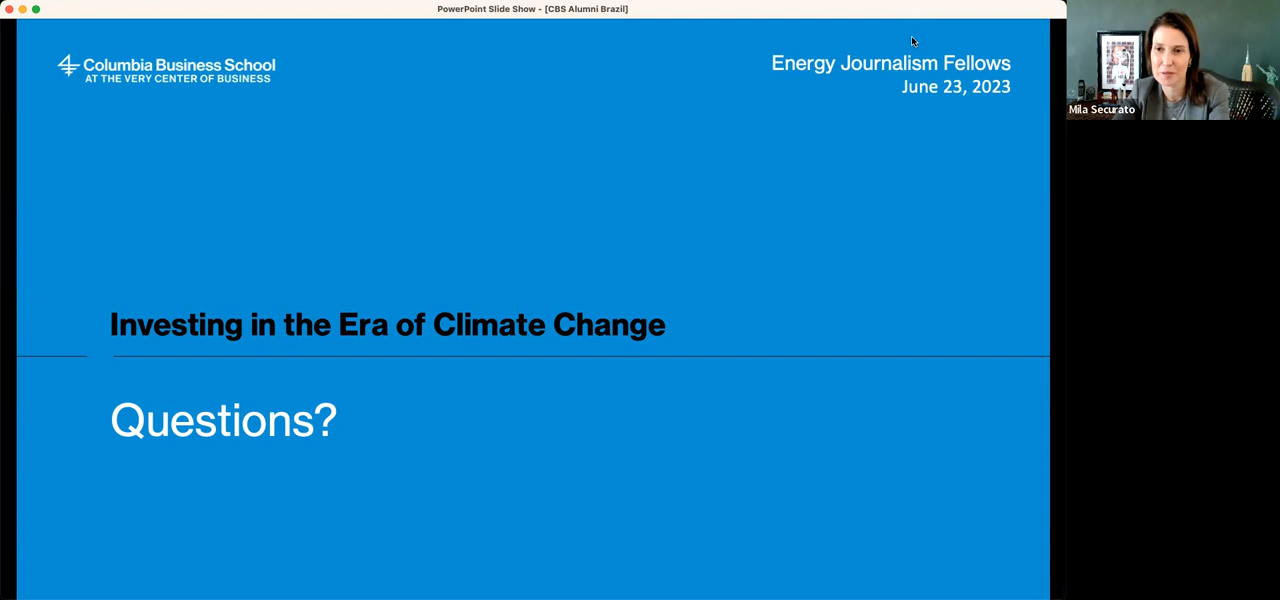 PowerPoint Slide Show - [CBS Alumni Brazil]
Columbia Business School
AT THE VERY CENTER OF BUSINESS
Energy Journalism Fellows
June 23, 2023
Mila Securato
Investing in the Era of Climate Change
Questions?